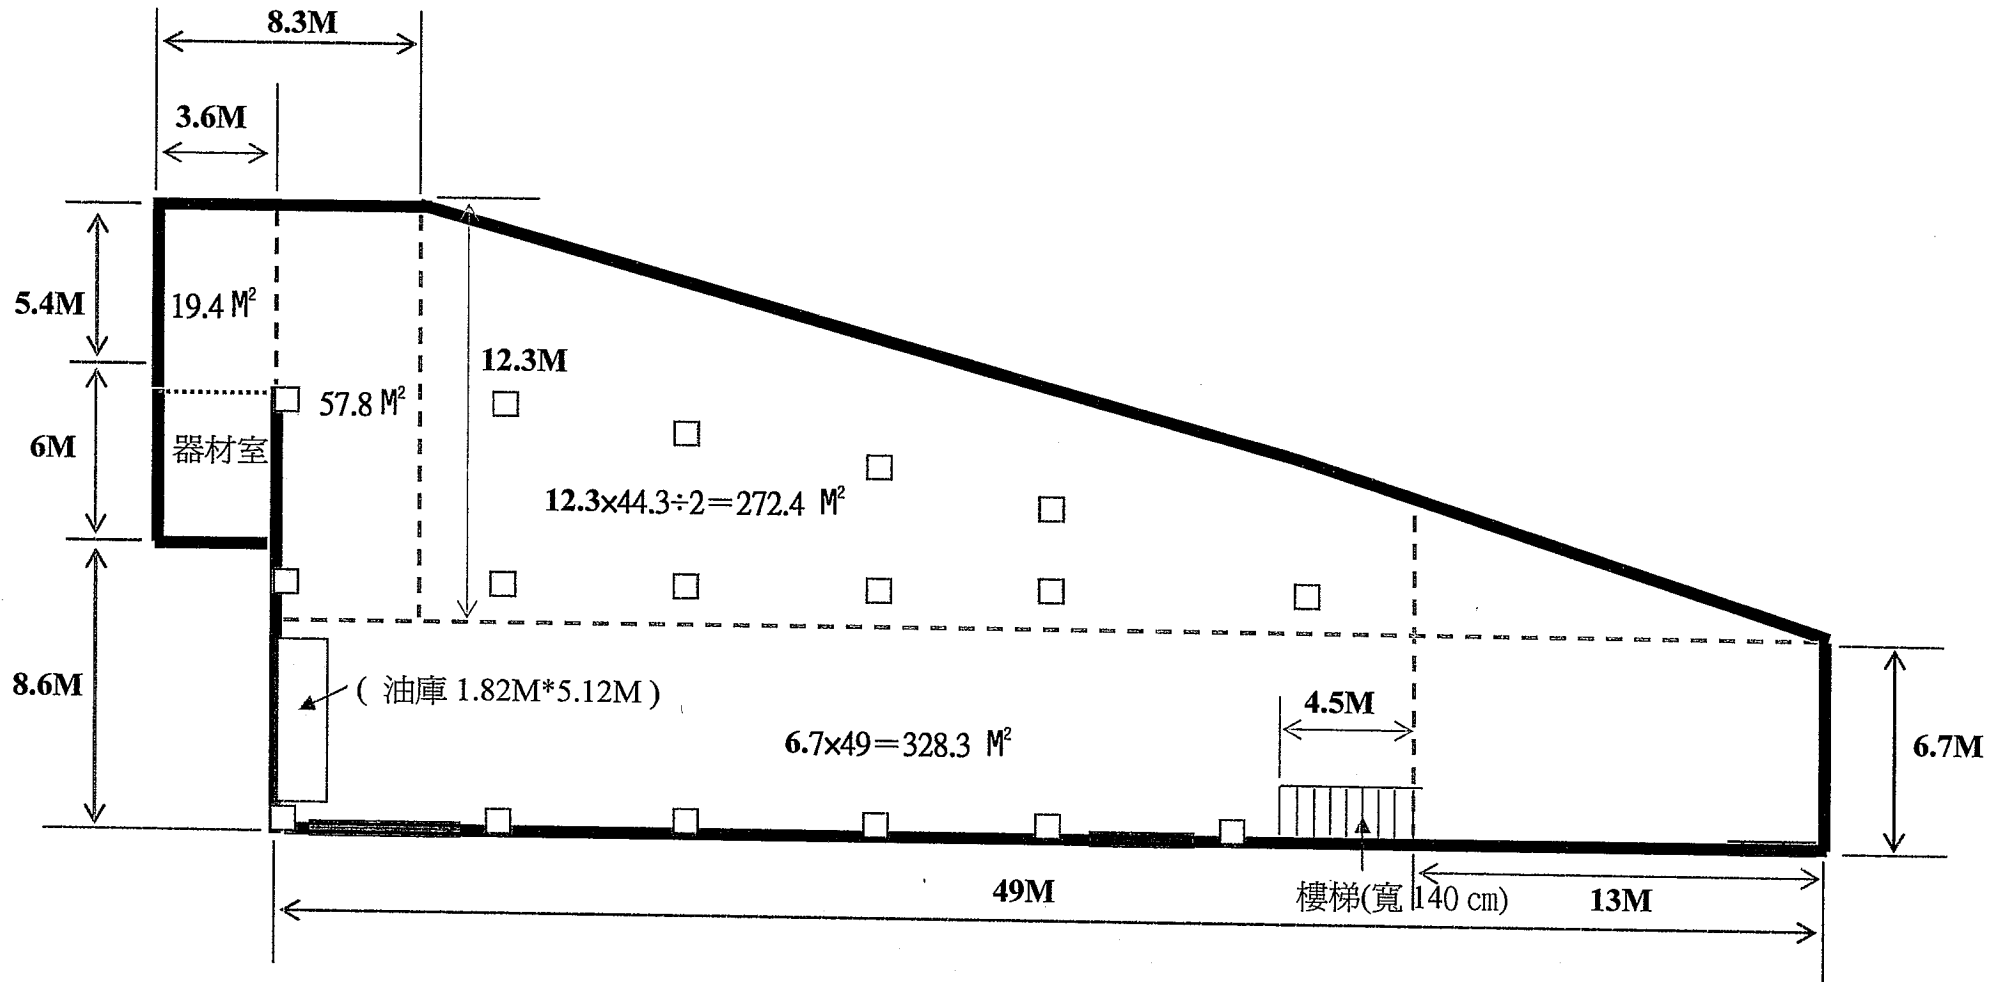 8.3M
3.6M
5.4M
19.4 M²
12.3M
57.8 M²
6M
器材室
12.3×44.3÷2＝272.4 M²
8.6M
( 油庫 1.82M*5.12M )
4.5M
6.7×49＝328.3 M²
6.7M
49M
樓梯(寬 140 cm)
13M